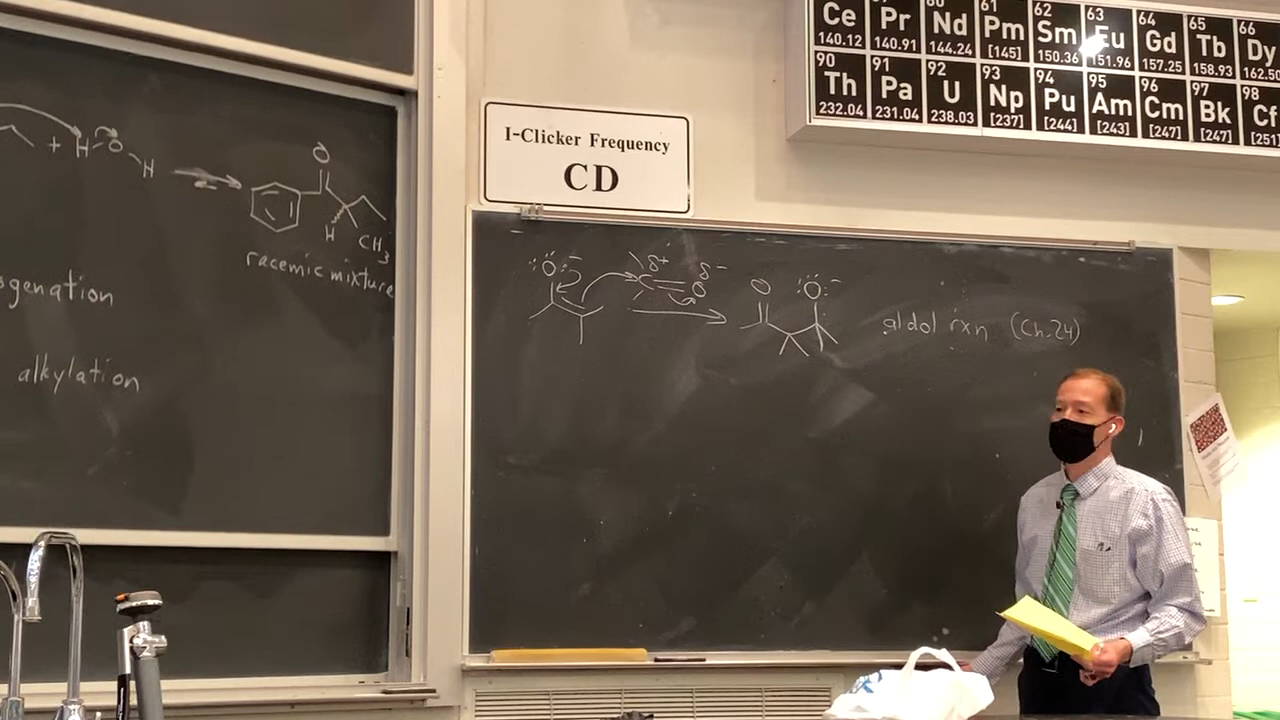 Ce Pr Nd 61 Pm 62 Sm 63 Eu 64 Gd 65 Tb 66 Dy
140.12 140.91 144.24 [145] 150.36 151.96 157.25 158.93 162.50
90 Th 91 Pa 92 U 93 Np 94 Pu 95 Am 96 Cm 97 Bk 98 Cf
232.04 231.04 238.03 [237] [244] [243] [247] [247] [251]
I-Clicker Frequency
CD
+ H O H
O
H CH3
racemic mixture
genation
alkylation
O − C δ+ O δ−
O O −
aldol rxn (Ch. 24)